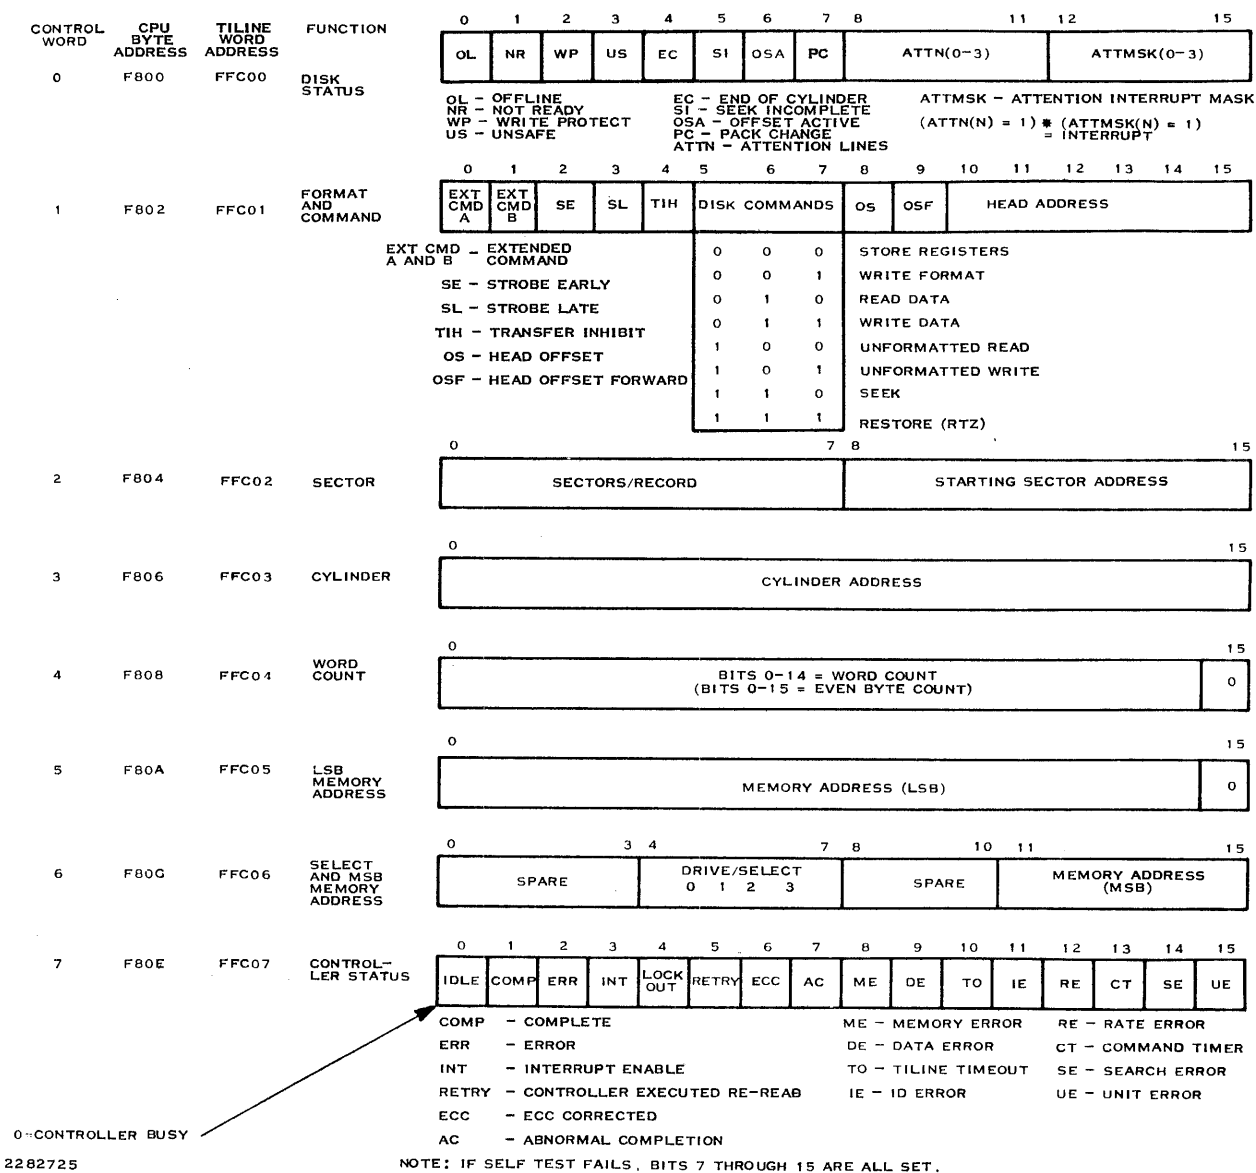 CONTROL WORD CPU BYTE ADDRESS TILINE WORD ADDRESS FUNCTION
0 1 2 3 4 5 6 7 8 11 12 15
0 F800 FFC00 DISK STATUS
OL NR WP US EC SI OSA PC ATTN(0-3) ATTMSK(0-3)
OL - OFFLINE
NR - NOT READY
WP - WRITE PROTECT
US - UNSAFE
EC - END OF CYLINDER
SI - SEEK INCOMPLETE
OSA - OFFSET ACTIVE
PC - PACK CHANGE
ATTN - ATTENTION LINES
ATTMSK - ATTENTION INTERRUPT MASK
(ATTN(N) = 1) * (ATTMSK(N) = 1)
= INTERRUPT
0 1 2 3 4 5 6 7 8 9 10 11 12 13 14 15
1 F802 FFC01 FORMAT AND COMMAND
EXT CMD A EXT CMD B SE SL TIH DISK COMMANDS OS OSF HEAD ADDRESS
EXT CMD A AND B - EXTENDED COMMAND
SE - STROBE EARLY
SL - STROBE LATE
TIH - TRANSFER INHIBIT
OS - HEAD OFFSET
OSF - HEAD OFFSET FORWARD
0 0 0 STORE REGISTERS
0 0 1 WRITE FORMAT
0 1 0 READ DATA
0 1 1 WRITE DATA
1 0 0 UNFORMATTED READ
1 0 1 UNFORMATTED WRITE
1 1 0 SEEK
1 1 1 RESTORE (RTZ)
0 7 8 15
2 F804 FFC02 SECTOR SECTORS/RECORD STARTING SECTOR ADDRESS
0 15
3 F806 FFC03 CYLINDER CYLINDER ADDRESS
0 15
4 F808 FFC04 WORD COUNT
BITS 0-14 = WORD COUNT
(BITS 0-15 = EVEN BYTE COUNT)
0
0 15
5 F80A FFC05 LSB MEMORY ADDRESS MEMORY ADDRESS (LSB) 0
0 3 4 7 8 10 11 15
6 F80C FFC06 SELECT AND MSB MEMORY ADDRESS
SPARE DRIVE/SELECT 0 1 2 3 SPARE MEMORY ADDRESS (MSB)
0 1 2 3 4 5 6 7 8 9 10 11 12 13 14 15
7 F80E FFC07 CONTROL-LER STATUS
IDLE COMP ERR INT LOCK OUT RETRY ECC AC ME DE TO IE RE CT SE UE
COMP - COMPLETE
ERR - ERROR
INT - INTERRUPT ENABLE
RETRY - CONTROLLER EXECUTED RE-REAB
ECC - ECC CORRECTED
AC - ABNORMAL COMPLETION
ME - MEMORY ERROR
DE - DATA ERROR
TO - TILINE TIMEOUT
IE - ID ERROR
RE - RATE ERROR
CT - COMMAND TIMER
SE - SEARCH ERROR
UE - UNIT ERROR
0=CONTROLLER BUSY
2282725
NOTE: IF SELF TEST FAILS, BITS 7 THROUGH 15 ARE ALL SET.